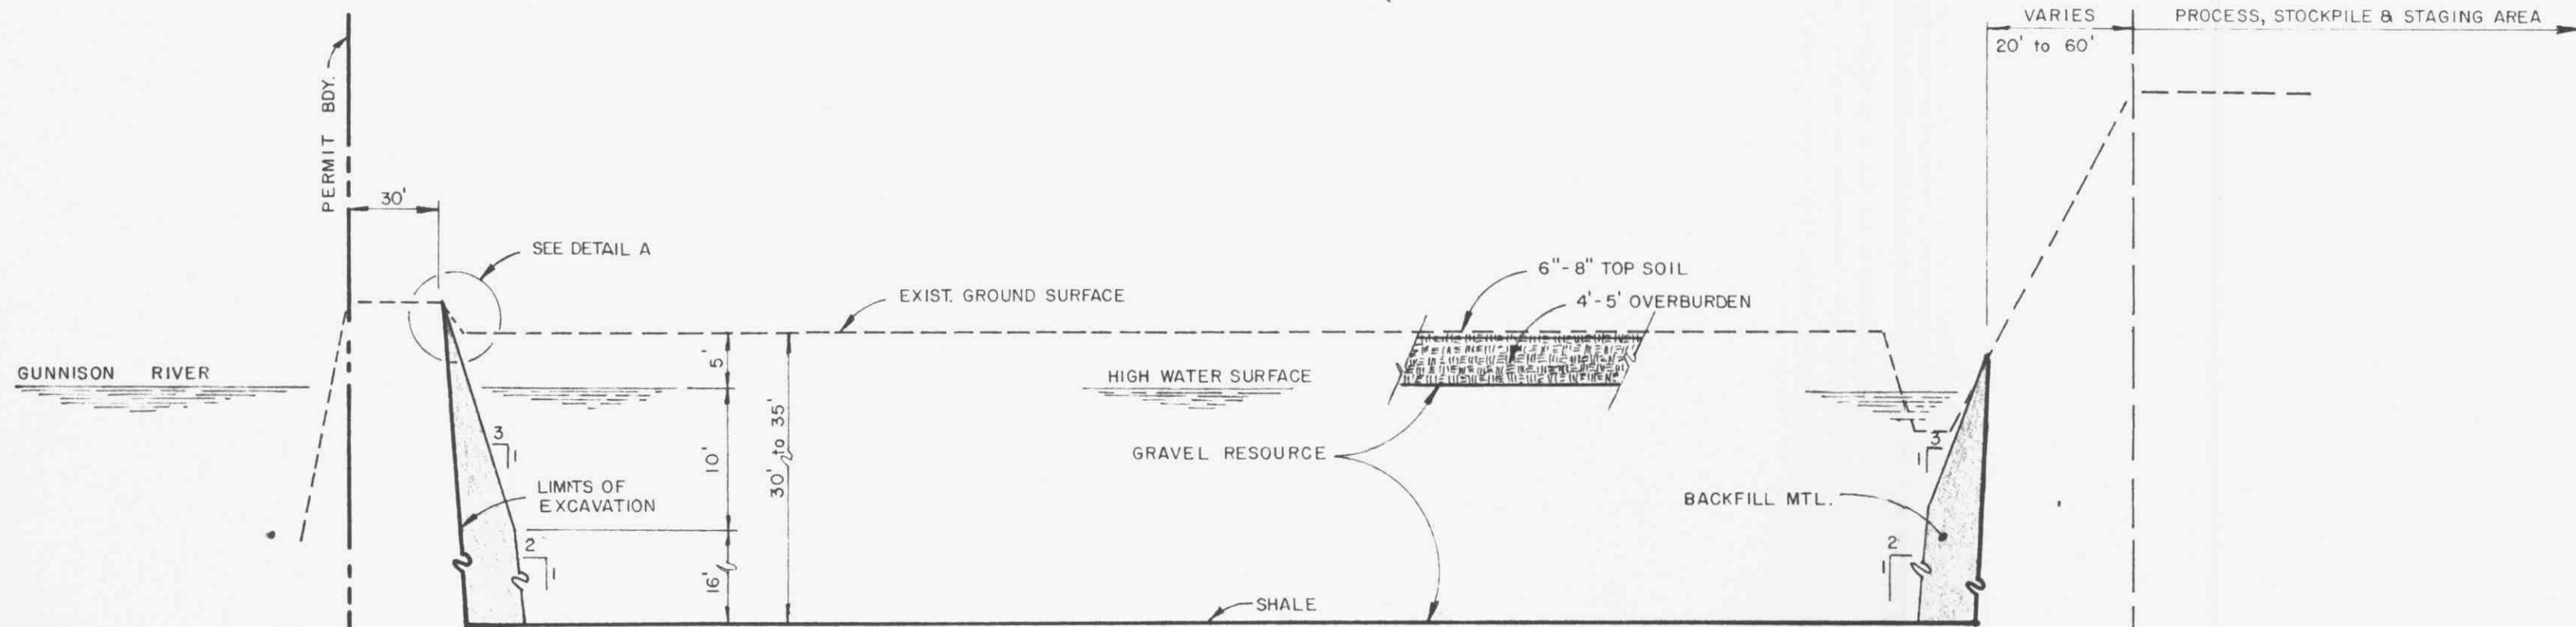 VARIES
20' to 60'
PROCESS, STOCKPILE & STAGING AREA
PERMIT BDY.
30'
SEE DETAIL A
EXIST. GROUND SURFACE
6"-8" TOP SOIL
4'-5' OVERBURDEN
GUNNISON RIVER
HIGH WATER SURFACE
5'
10'
16'
30' to 35'
GRAVEL RESOURCE
3
1
LIMITS OF
EXCAVATION
2
1
BACKFILL MTL.
3
1
2
1
SHALE